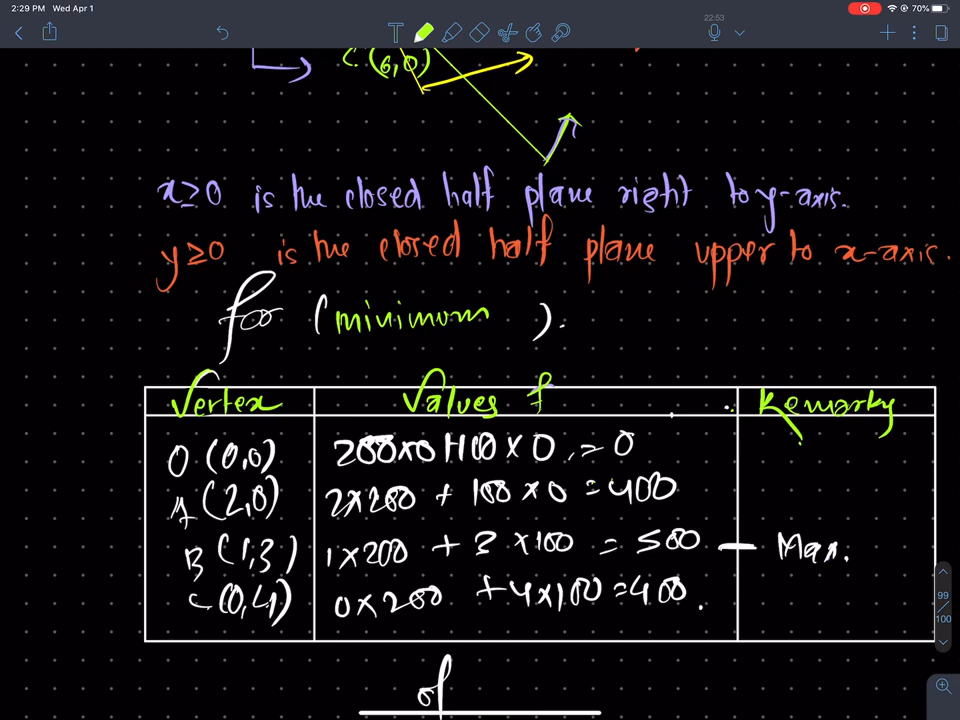 2:29 PM Wed Apr 1
70%
22:53
T
(6,0)
x≥0 is the closed half plane right to y-axis.
y≥0 is the closed half plane upper to x-axis.
for (minimum ).
Vertex Values f Remarks
O (0,0) 200×0+100×0 = 0
A (2,0) 2×200 + 100×0 = 400
B (1,3) 1×200 + 3×100 = 500 — Max.
C (0,4) 0×200 + 4×100 = 400.
99
/
100
of